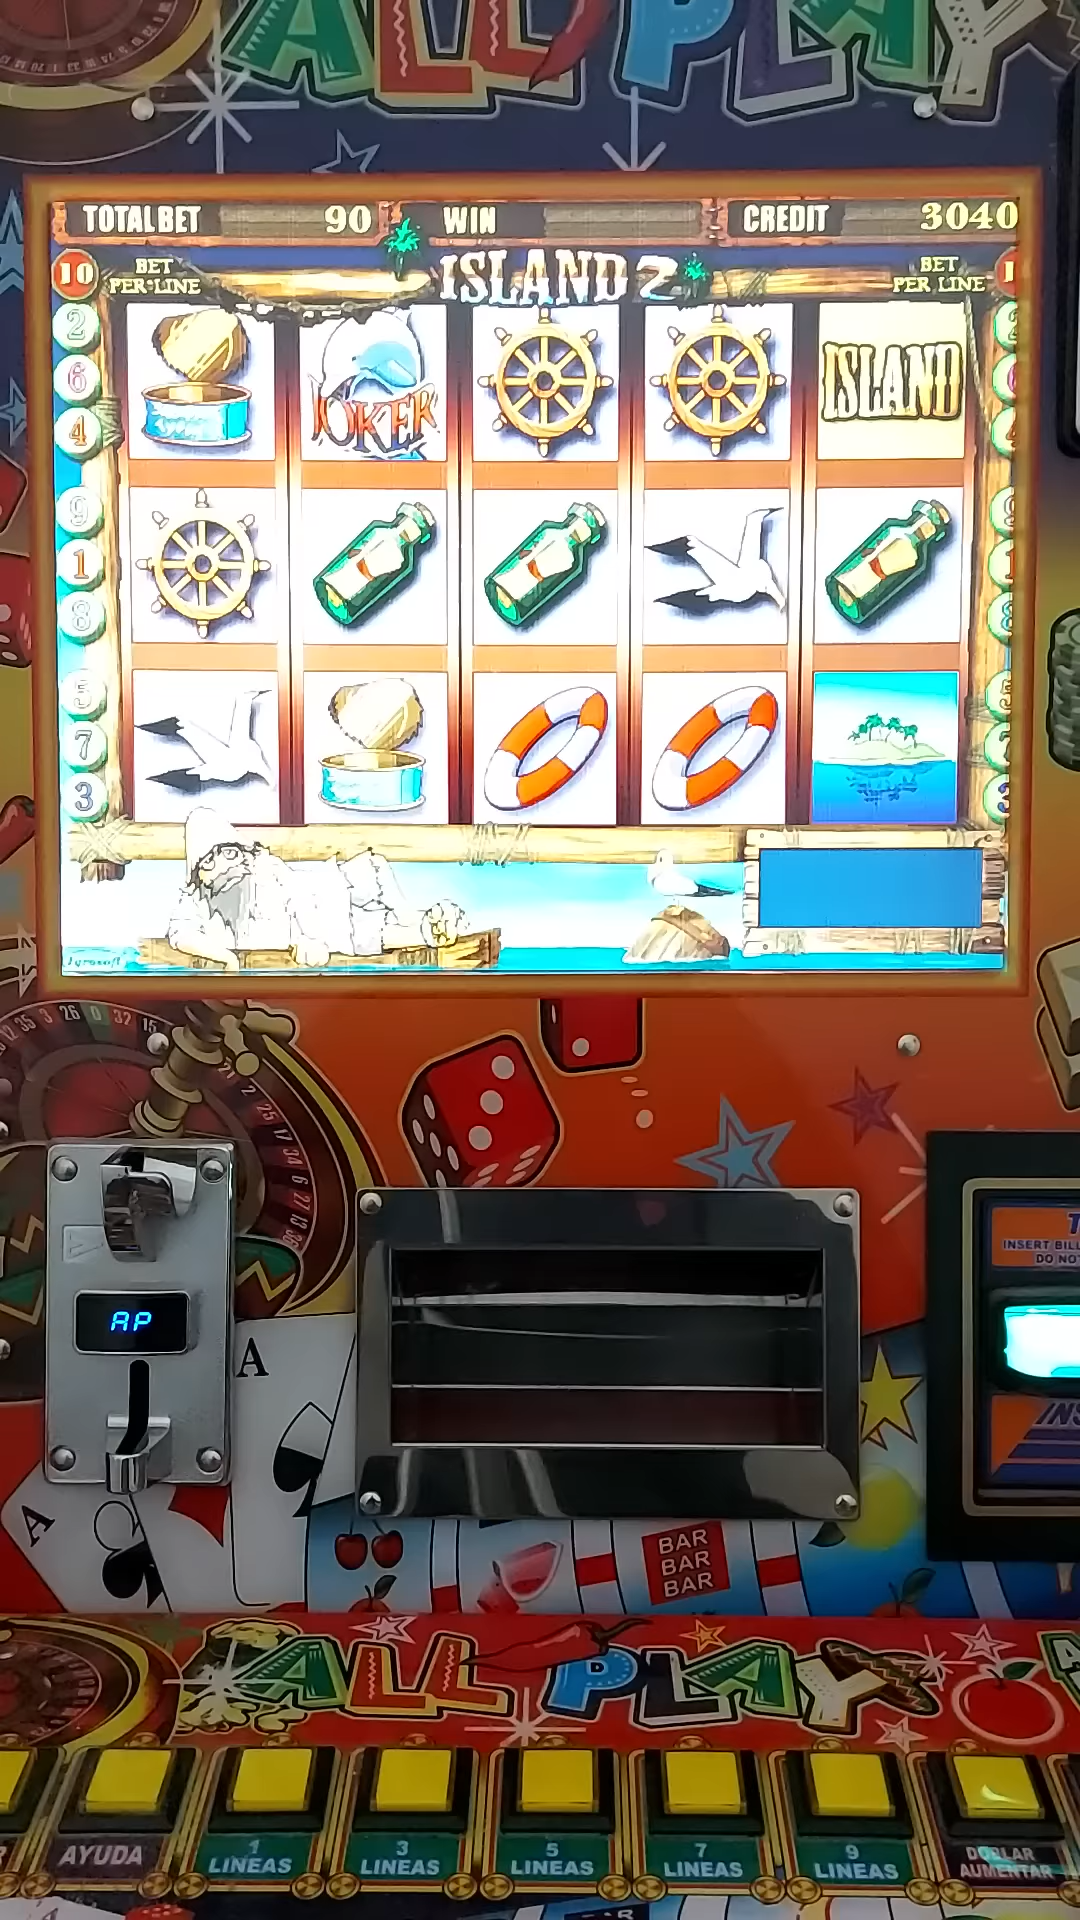 ALL PLAY
TOTAL BET 90 WIN CREDIT 3040
10 BET PER LINE ISLAND 2 BET PER LINE
2
6
4
JOKER
ISLAND
9
1
8
5
7
3
AP
INSERT BILL
DO NO
INS
A
A
BAR
BAR
BAR
ALL PLAY
AYUDA
1 LINEAS
3 LINEAS
5 LINEAS
7 LINEAS
9 LINEAS
DOBLAR AUMENTAR